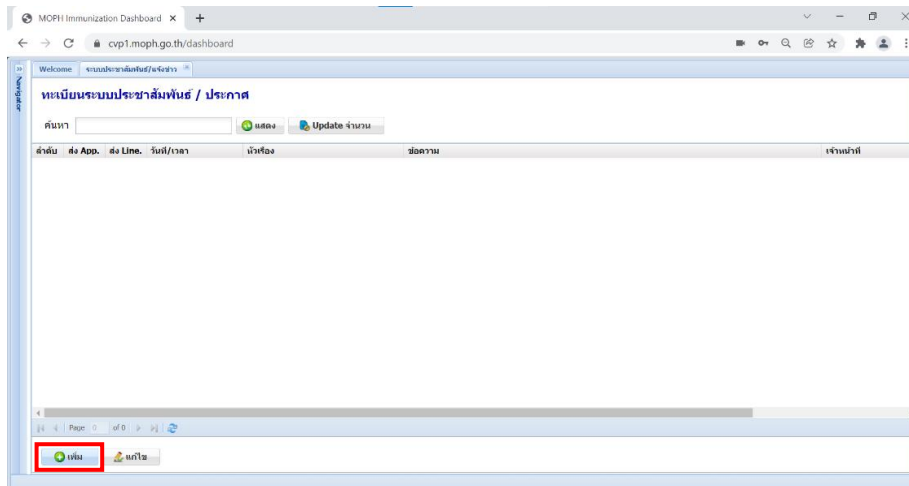 MOPH Immunization Dashboard
cvp1.moph.go.th/dashboard
Welcome ระบบประชาสัมพันธ์/แจ้งข่าว
Navigator
ทะเบียนระบบประชาสัมพันธ์ / ประกาศ
ค้นหา แสดง Update จำนวน
ลำดับ ส่ง App. ส่ง Line. วันที่/เวลา หัวเรื่อง ข้อความ เจ้าหน้าที่
Page 0 of 0
เพิ่ม แก้ไข